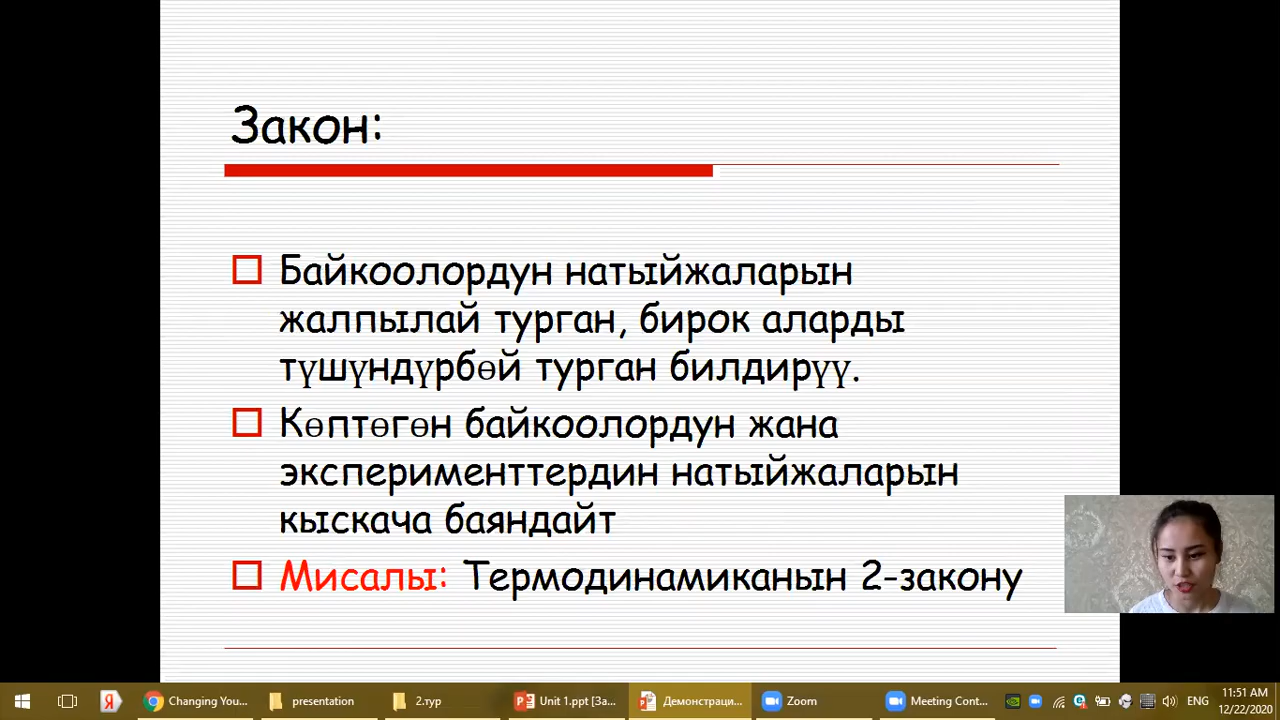 Закон:
Байкоолордун натыйжаларын
жалпылай турган, бирок аларды
түшүндүрбөй турган билдирүү.
Көптөгөн байкоолордун жана
эксперименттердин натыйжаларын
кыскача баяндайт
Мисалы: Термодинамиканын 2-закону
Changing You...
presentation
2.тур
Unit 1.ppt [За...
Демонстраци...
Zoom
Meeting Cont...
ENG
11:51 AM
12/22/2020